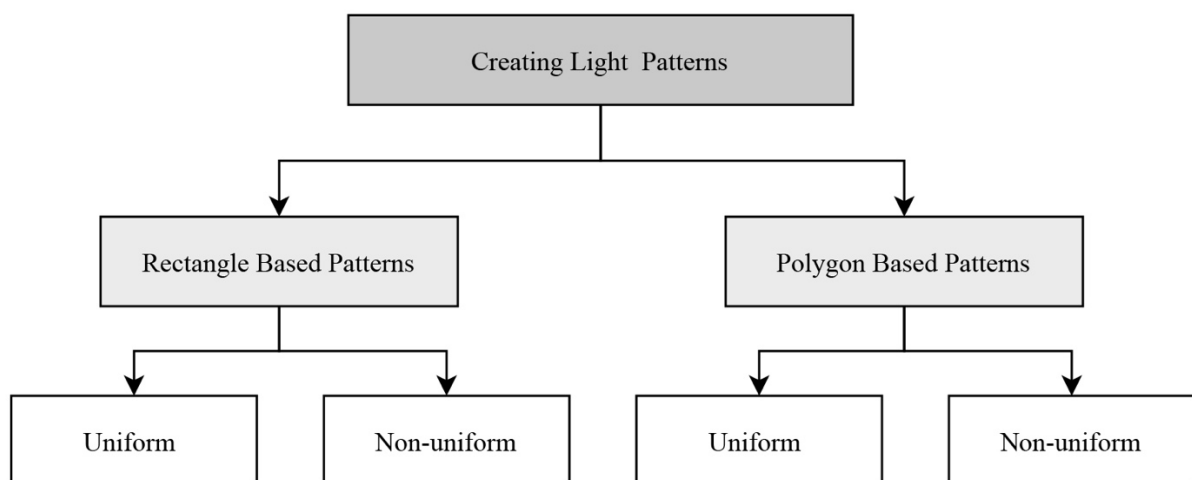 Creating Light Patterns
Rectangle Based Patterns
Polygon Based Patterns
Uniform
Non-uniform
Uniform
Non-uniform